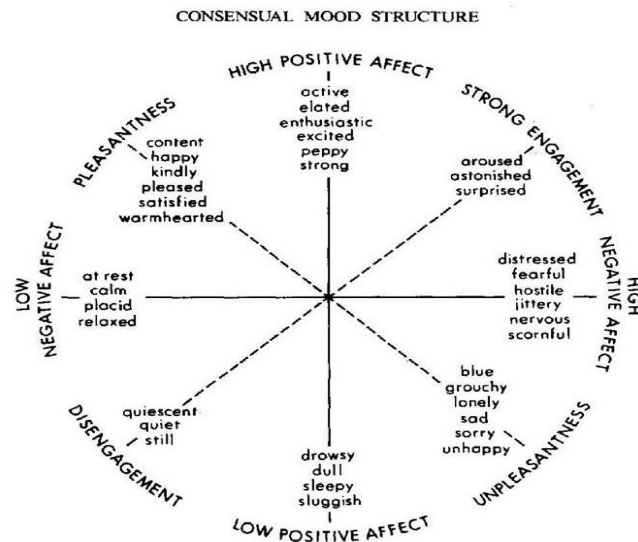 CONSENSUAL MOOD STRUCTURE
HIGH POSITIVE AFFECT
active
elated
enthusiastic
excited
peppy
strong
PLEASANTNESS
content
happy
kindly
pleased
satisfied
warmhearted
STRONG ENGAGEMENT
aroused
astonished
surprised
LOW
NEGATIVE AFFECT
at rest
calm
placid
relaxed
HIGH
NEGATIVE AFFECT
distressed
fearful
hostile
jittery
nervous
scornful
DISENGAGEMENT
quiescent
quiet
still
UNPLEASANTNESS
blue
grouchy
lonely
sad
sorry
unhappy
drowsy
dull
sleepy
sluggish
LOW POSITIVE AFFECT